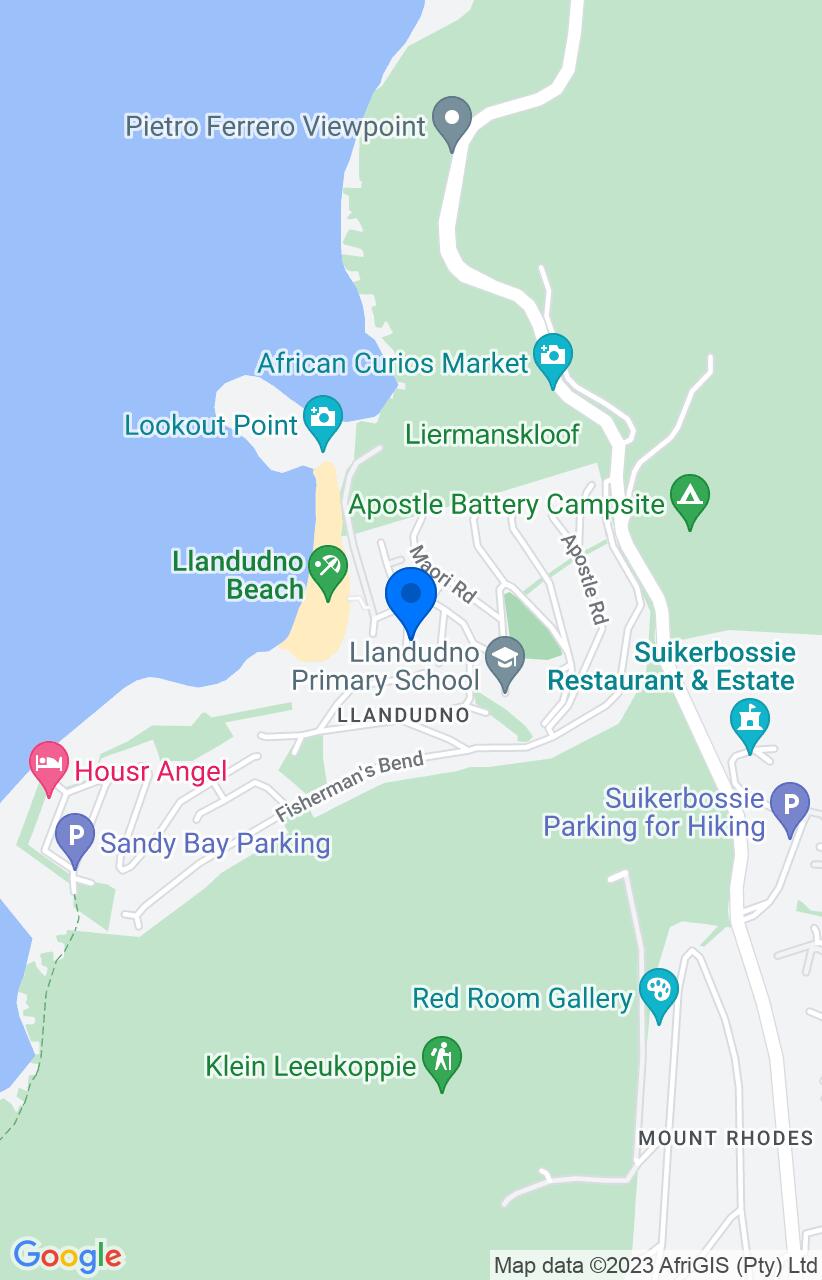 Pietro Ferrero Viewpoint
African Curios Market
Lookout Point
Liermanskloof
Apostle Battery Campsite
Llandudno
Beach
Maori Rd
Apostle Rd
Llandudno
Primary School
Suikerbossie
Restaurant & Estate
LLANDUDNO
Fisherman's Bend
Housr Angel
Suikerbossie
Parking for Hiking
P
P
Sandy Bay Parking
Red Room Gallery
Klein Leeukoppie
MOUNT RHODES
Google
Map data ©2023 AfriGIS (Pty) Ltd